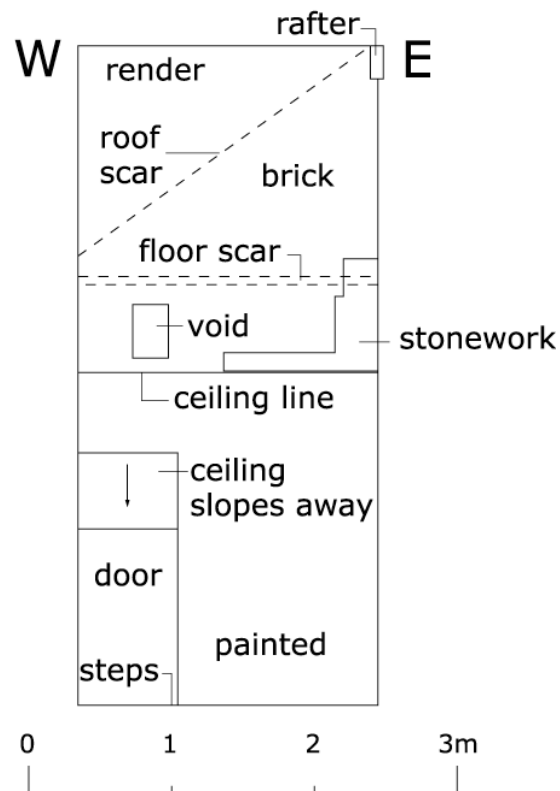 rafter
W
E
render
roof
scar
brick
floor scar
void
stonework
ceiling line
ceiling
slopes away
door
painted
steps
0 1 2 3m